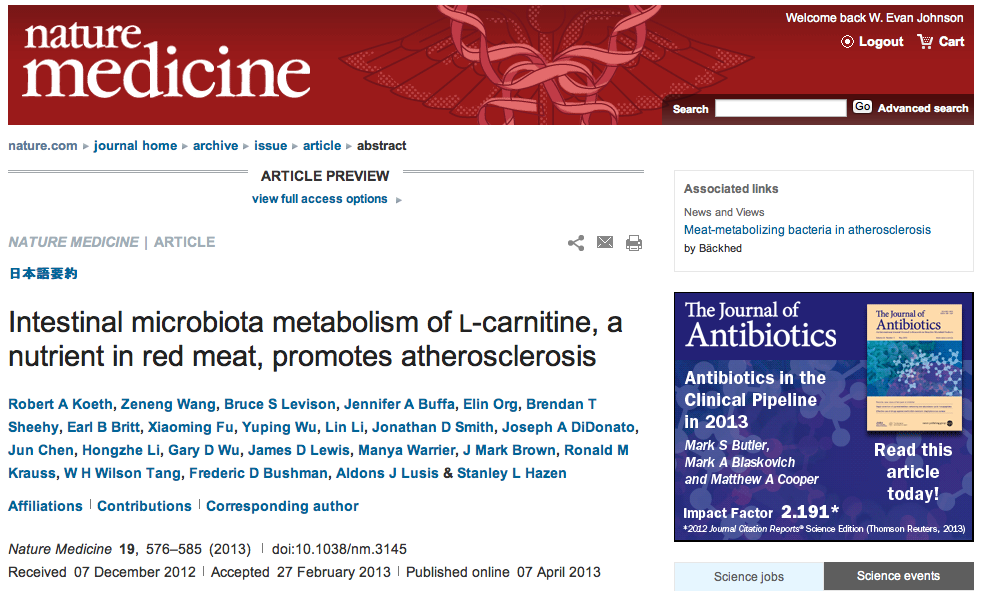 nature
medicine
Welcome back W. Evan Johnson
Logout Cart
Search Go Advanced search
nature.com ▸ journal home ▸ archive ▸ issue ▸ article ▸ abstract
ARTICLE PREVIEW
view full access options ▸
NATURE MEDICINE | ARTICLE
日本語要約
Intestinal microbiota metabolism of L-carnitine, a
nutrient in red meat, promotes atherosclerosis
Robert A Koeth, Zeneng Wang, Bruce S Levison, Jennifer A Buffa, Elin Org, Brendan T
Sheehy, Earl B Britt, Xiaoming Fu, Yuping Wu, Lin Li, Jonathan D Smith, Joseph A DiDonato,
Jun Chen, Hongzhe Li, Gary D Wu, James D Lewis, Manya Warrier, J Mark Brown, Ronald M
Krauss, W H Wilson Tang, Frederic D Bushman, Aldons J Lusis & Stanley L Hazen
Affiliations | Contributions | Corresponding author
Nature Medicine 19, 576–585 (2013) | doi:10.1038/nm.3145
Received 07 December 2012 | Accepted 27 February 2013 | Published online 07 April 2013
Associated links
News and Views
Meat-metabolizing bacteria in atherosclerosis
by Bäckhed
The Journal of
Antibiotics
Antibiotics in the
Clinical Pipeline
in 2013
Mark S Butler,
Mark A Blaskovich
and Matthew A Cooper
Impact Factor 2.191*
*2012 Journal Citation Reports® Science Edition (Thomson Reuters, 2013)
The Journal of
Antibiotics
Read this
article
today!
Science jobs Science events